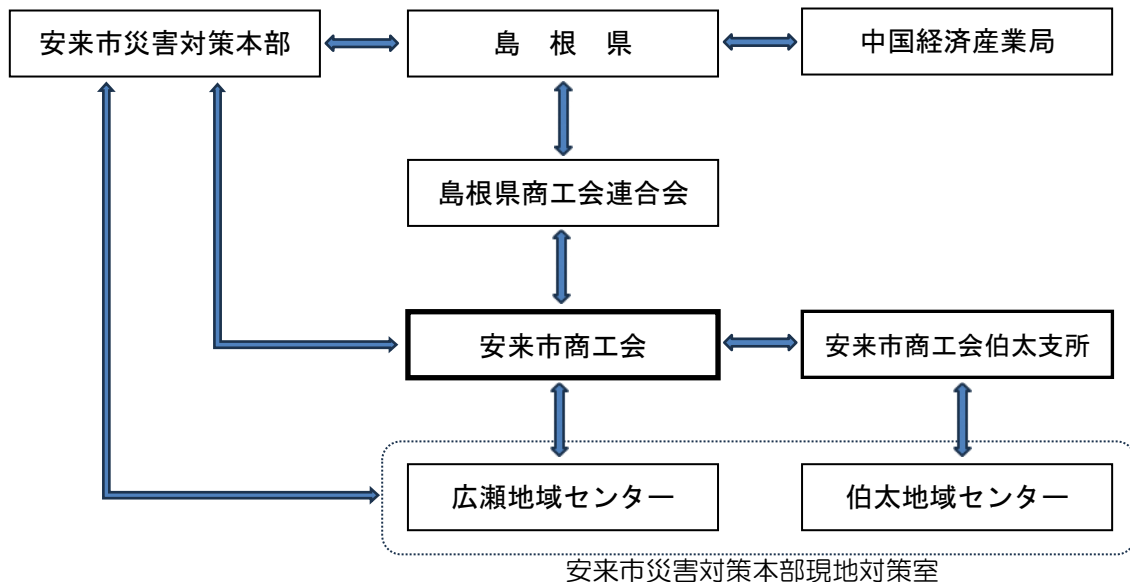 安来市災害対策本部
島　根　県
中国経済産業局
島根県商工会連合会
安来市商工会
安来市商工会伯太支所
広瀬地域センター
伯太地域センター
安来市災害対策本部現地対策室